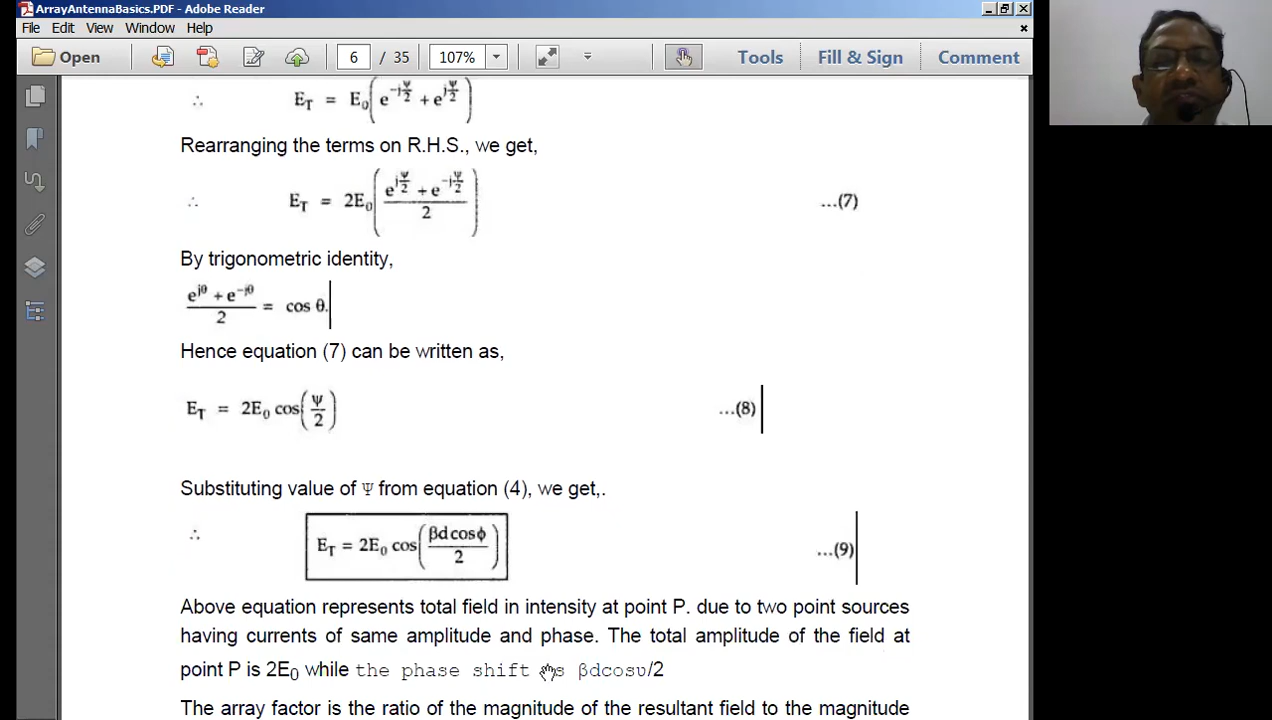 ArrayAntennaBasics.PDF - Adobe Reader
File Edit View Window Help
Open 6 / 35 107% Tools Fill & Sign Comment
∴ E_T = E_0 ( e^{-jΨ/2} + e^{jΨ/2} )
Rearranging the terms on R.H.S., we get,
∴ E_T = 2E_0 ( (e^{jΨ/2} + e^{-jΨ/2}) / 2 ) ...(7)
By trigonometric identity,
(e^{jθ} + e^{-jθ}) / 2 = cos θ.
Hence equation (7) can be written as,
E_T = 2E_0 cos(Ψ/2) ...(8)
Substituting value of Ψ from equation (4), we get,.
∴ E_T = 2E_0 cos(βd cosϕ / 2) ...(9)
Above equation represents total field in intensity at point P. due to two point sources
having currents of same amplitude and phase. The total amplitude of the field at
point P is 2E_0 while the phase shift is βdcosυ/2
The array factor is the ratio of the magnitude of the resultant field to the magnitude